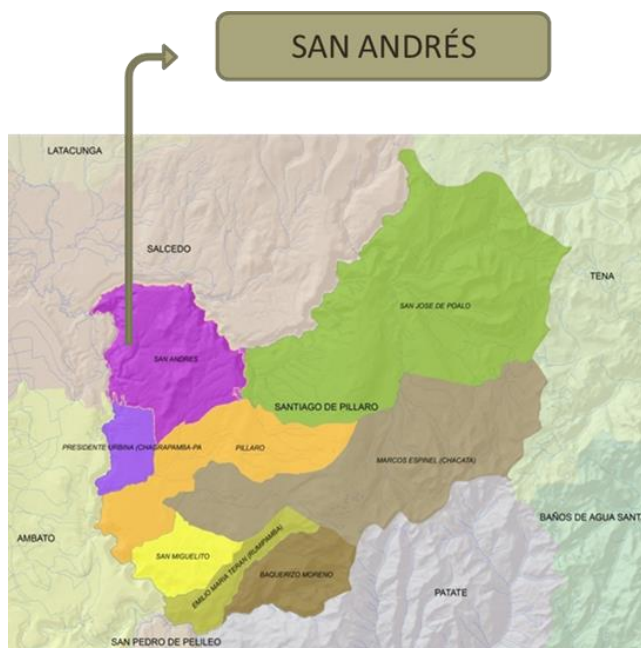 SAN ANDRÉS
LATACUNGA
SALCEDO
TENA
SAN JOSE DE POALO
SAN ANDRES
SANTIAGO DE PILLARO
PRESIDENTE URBINA (CHAGRAPAMBA-PA
PILLARO
MARCOS ESPINEL (CHACATA)
BAÑOS DE AGUA SANT
AMBATO
SAN MIGUELITO
EMILIO MARIA TERAN (RUMIPAMBA)
BAQUERIZO MORENO
PATATE
SAN PEDRO DE PELILEO